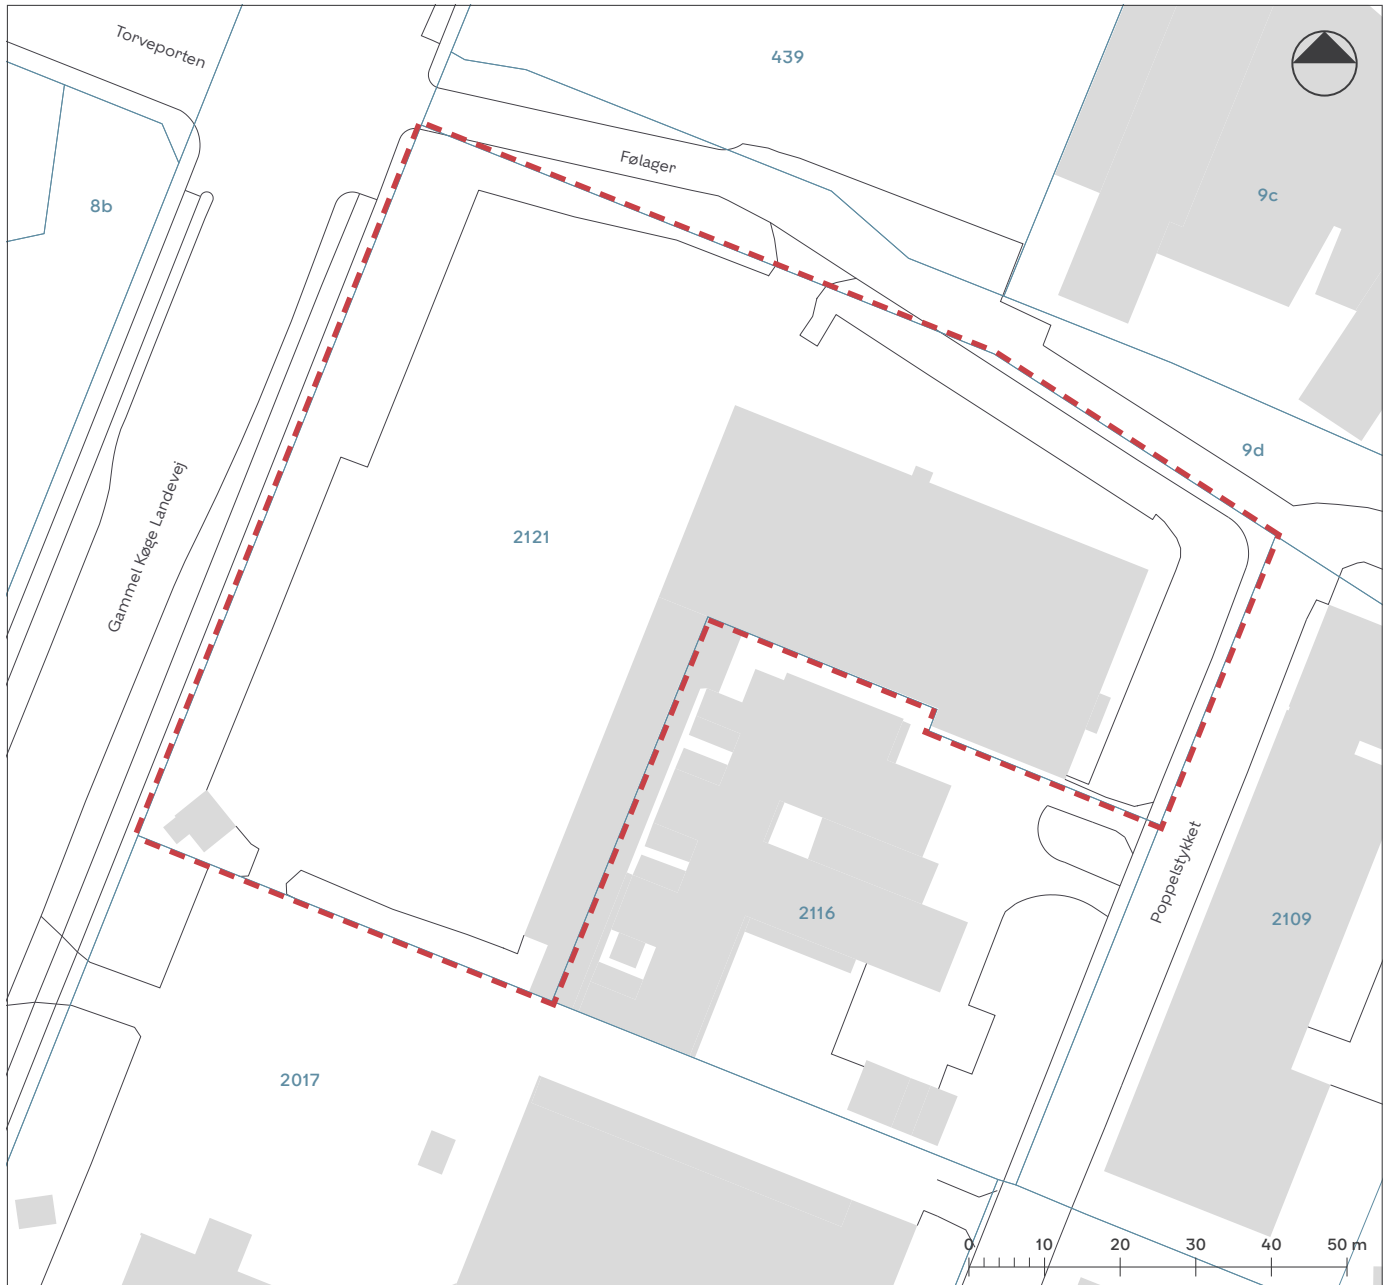 Torveporten
439
Følager
8b
9c
9d
2121
Gammel Køge Landevej
2116
Poppelstykket
2109
2017
0 10 20 30 40 50 m